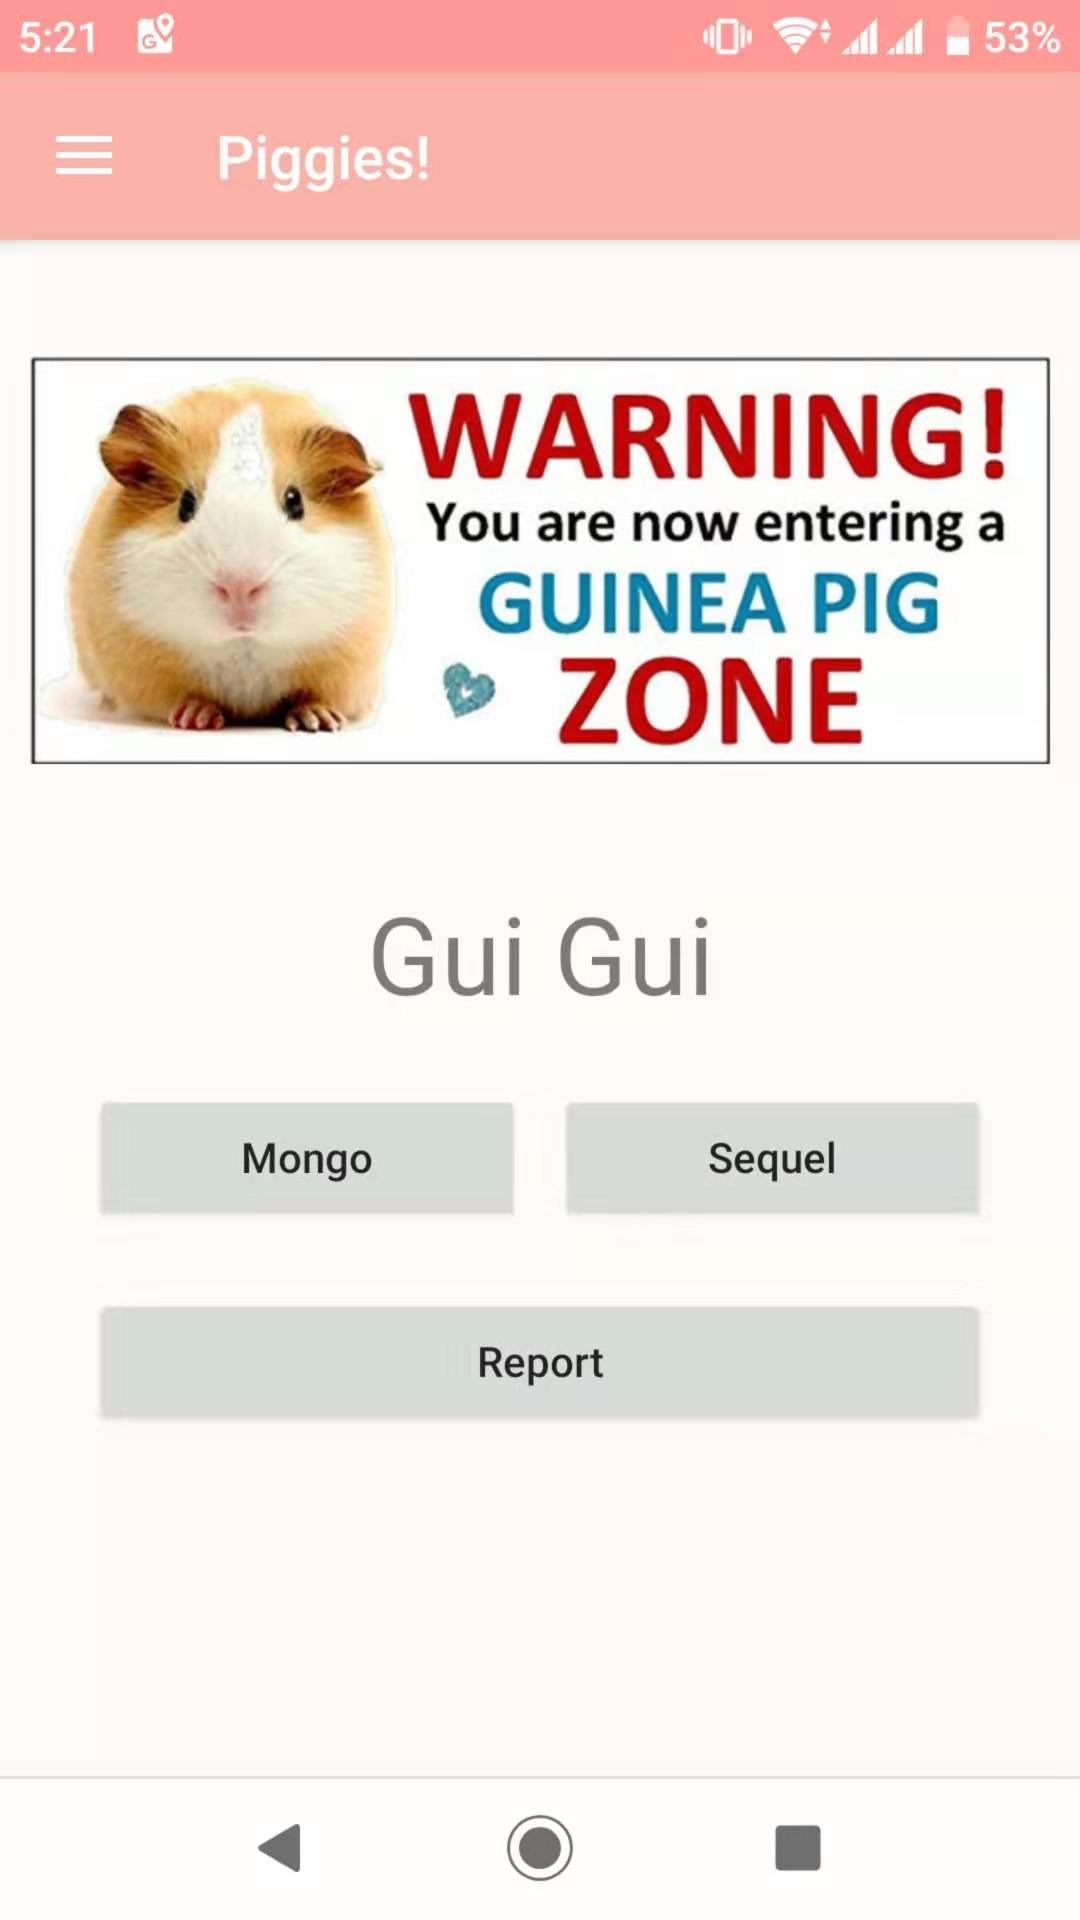 5:21 53%
Piggies!
WARNING!
You are now entering a
GUINEA PIG
ZONE
Gui Gui
Mongo Sequel
Report